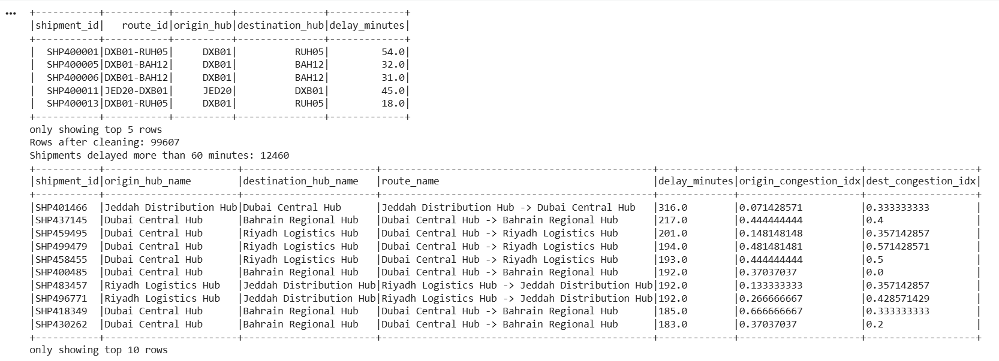 •••
+-----------+-----------+----------+---------------+-------------+
|shipment_id|   route_id|origin_hub|destination_hub|delay_minutes|
+-----------+-----------+----------+---------------+-------------+
|  SHP400001|DXB01-RUH05|     DXB01|          RUH05|         54.0|
|  SHP400005|DXB01-BAH12|     DXB01|          BAH12|         32.0|
|  SHP400006|DXB01-BAH12|     DXB01|          BAH12|         31.0|
|  SHP400011|JED20-DXB01|     JED20|          DXB01|         45.0|
|  SHP400013|DXB01-RUH05|     DXB01|          RUH05|         18.0|
+-----------+-----------+----------+---------------+-------------+
only showing top 5 rows
Rows after cleaning: 99607
Shipments delayed more than 60 minutes: 12460
+-----------+-----------------------+-----------------------+-----------------------------------------------+-------------+---------------------+-------------------+
|shipment_id|origin_hub_name        |destination_hub_name   |route_name                                     |delay_minutes|origin_congestion_idx|dest_congestion_idx|
+-----------+-----------------------+-----------------------+-----------------------------------------------+-------------+---------------------+-------------------+
|SHP401466  |Jeddah Distribution Hub|Dubai Central Hub      |Jeddah Distribution Hub -> Dubai Central Hub   |316.0        |0.071428571          |0.333333333        |
|SHP437145  |Dubai Central Hub      |Bahrain Regional Hub   |Dubai Central Hub -> Bahrain Regional Hub      |217.0        |0.444444444          |0.4                |
|SHP459495  |Dubai Central Hub      |Riyadh Logistics Hub   |Dubai Central Hub -> Riyadh Logistics Hub      |201.0        |0.148148148          |0.357142857        |
|SHP499479  |Dubai Central Hub      |Riyadh Logistics Hub   |Dubai Central Hub -> Riyadh Logistics Hub      |194.0        |0.481481481          |0.571428571        |
|SHP458455  |Dubai Central Hub      |Riyadh Logistics Hub   |Dubai Central Hub -> Riyadh Logistics Hub      |193.0        |0.444444444          |0.5                |
|SHP400485  |Dubai Central Hub      |Bahrain Regional Hub   |Dubai Central Hub -> Bahrain Regional Hub      |192.0        |0.37037037           |0.0                |
|SHP483457  |Riyadh Logistics Hub   |Jeddah Distribution Hub|Riyadh Logistics Hub -> Jeddah Distribution Hub|192.0        |0.133333333          |0.357142857        |
|SHP496771  |Riyadh Logistics Hub   |Jeddah Distribution Hub|Riyadh Logistics Hub -> Jeddah Distribution Hub|192.0        |0.266666667          |0.428571429        |
|SHP418349  |Dubai Central Hub      |Bahrain Regional Hub   |Dubai Central Hub -> Bahrain Regional Hub      |185.0        |0.666666667          |0.333333333        |
|SHP430262  |Dubai Central Hub      |Bahrain Regional Hub   |Dubai Central Hub -> Bahrain Regional Hub      |183.0        |0.37037037           |0.2                |
+-----------+-----------------------+-----------------------+-----------------------------------------------+-------------+---------------------+-------------------+
only showing top 10 rows